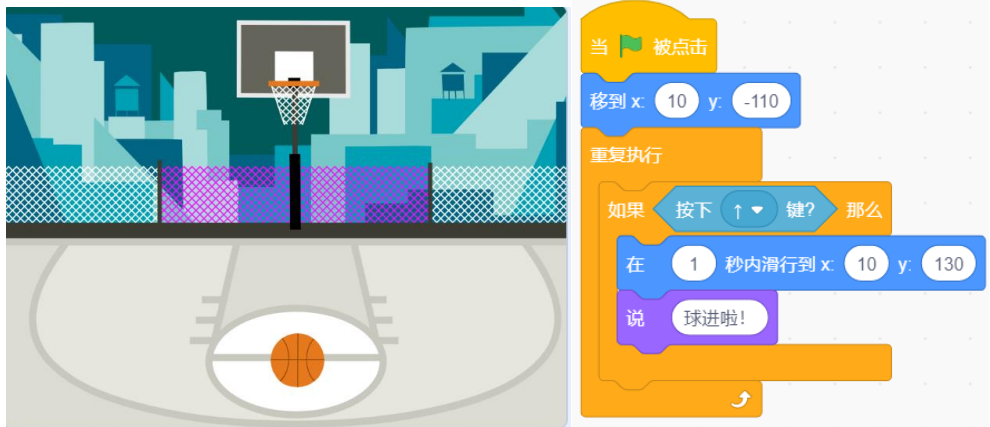 当 被点击
移到 x: 10 y: -110
重复执行
如果 按下 ↑ 键? 那么
在 1 秒内滑行到 x: 10 y: 130
说 球进啦！